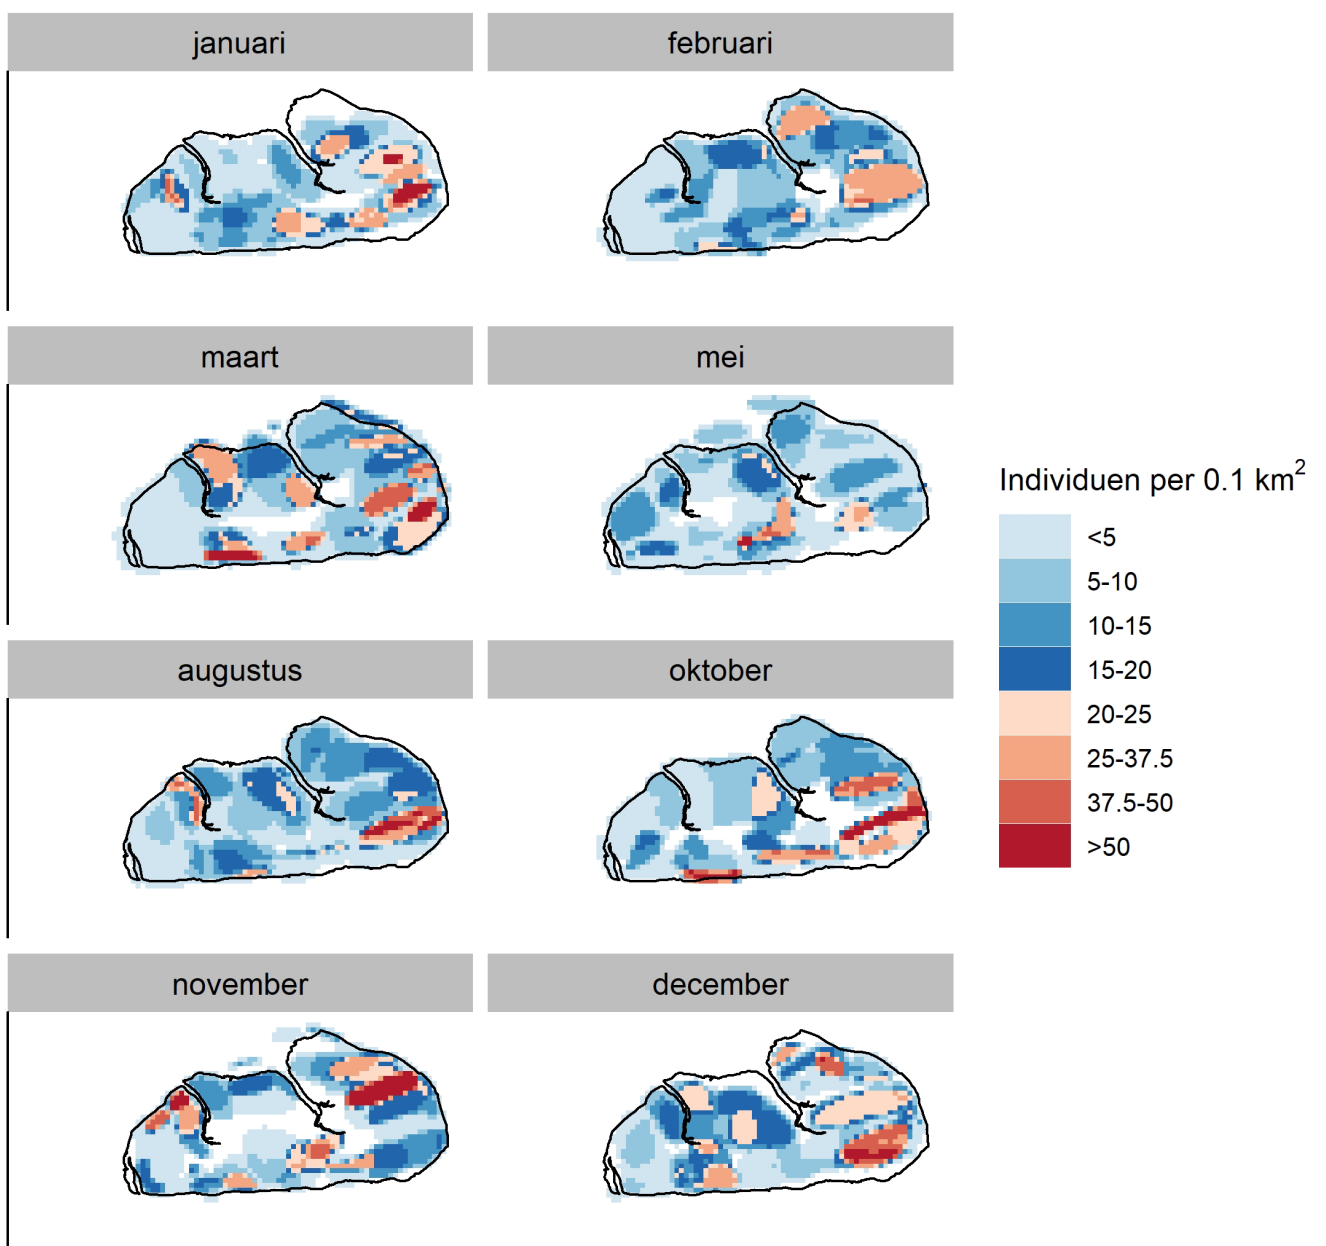 januari
februari
maart
mei
augustus
oktober
november
december
Individuen per 0.1 km²
<5
5-10
10-15
15-20
20-25
25-37.5
37.5-50
>50